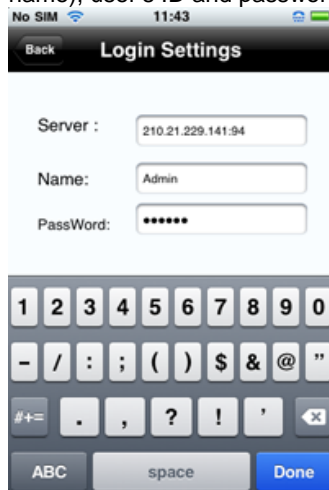 name), user's ID and password
No SIM 11:43
Back Login Settings
Server : 210.21.229.141:94
Name: Admin
PassWord: ••••••
1 2 3 4 5 6 7 8 9 0
- / : ; ( ) $ & @ "
#+= . , ? ! '
ABC space Done